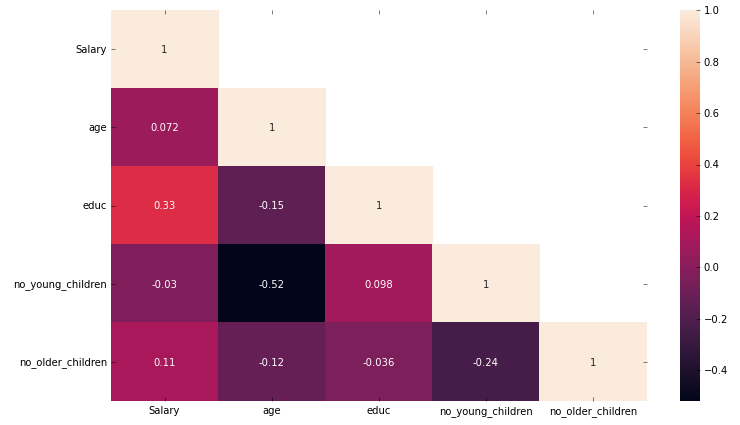 Salary
1
age
0.072 1
educ
0.33 -0.15 1
no_young_children
-0.03 -0.52 0.098 1
no_older_children
0.11 -0.12 -0.036 -0.24 1
Salary age educ no_young_children no_older_children
1.0
0.8
0.6
0.4
0.2
0.0
−0.2
−0.4